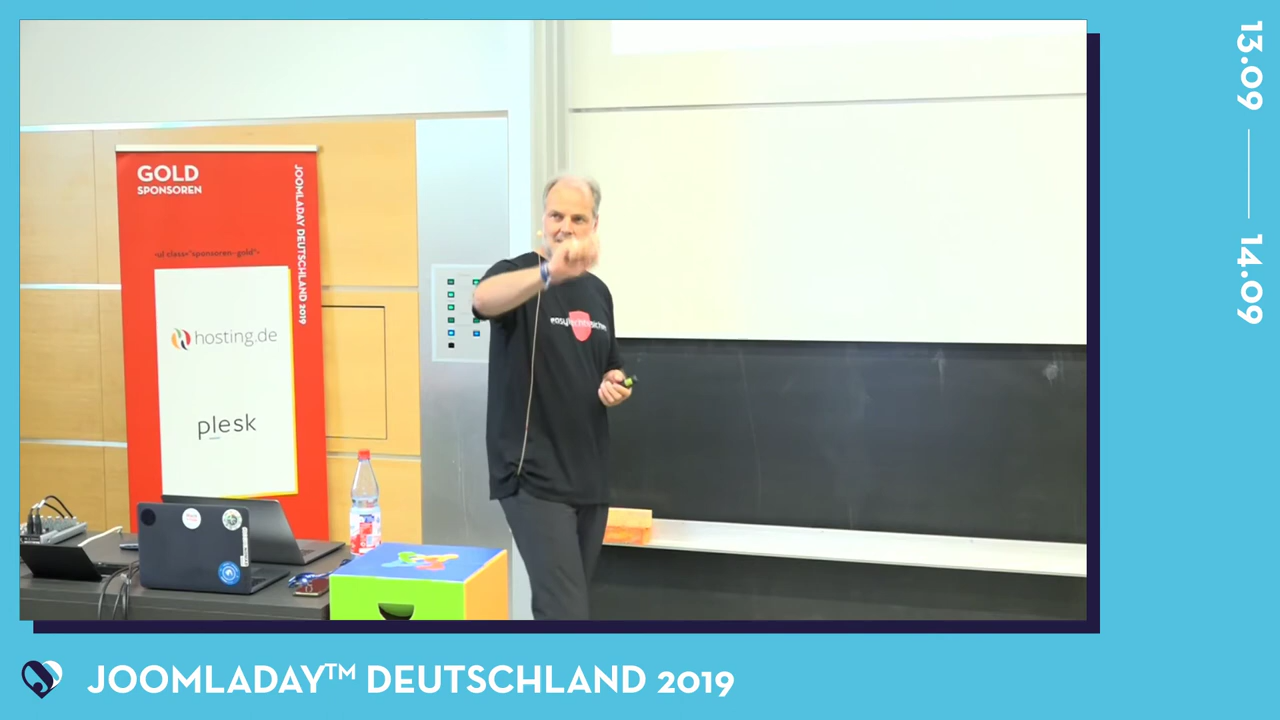 GOLD
SPONSOREN
JOOMLADAY DEUTSCHLAND 2019
<ul class="sponsoren-gold">
hosting.de
plesk
13.09
14.09
JOOMLADAY™ DEUTSCHLAND 2019